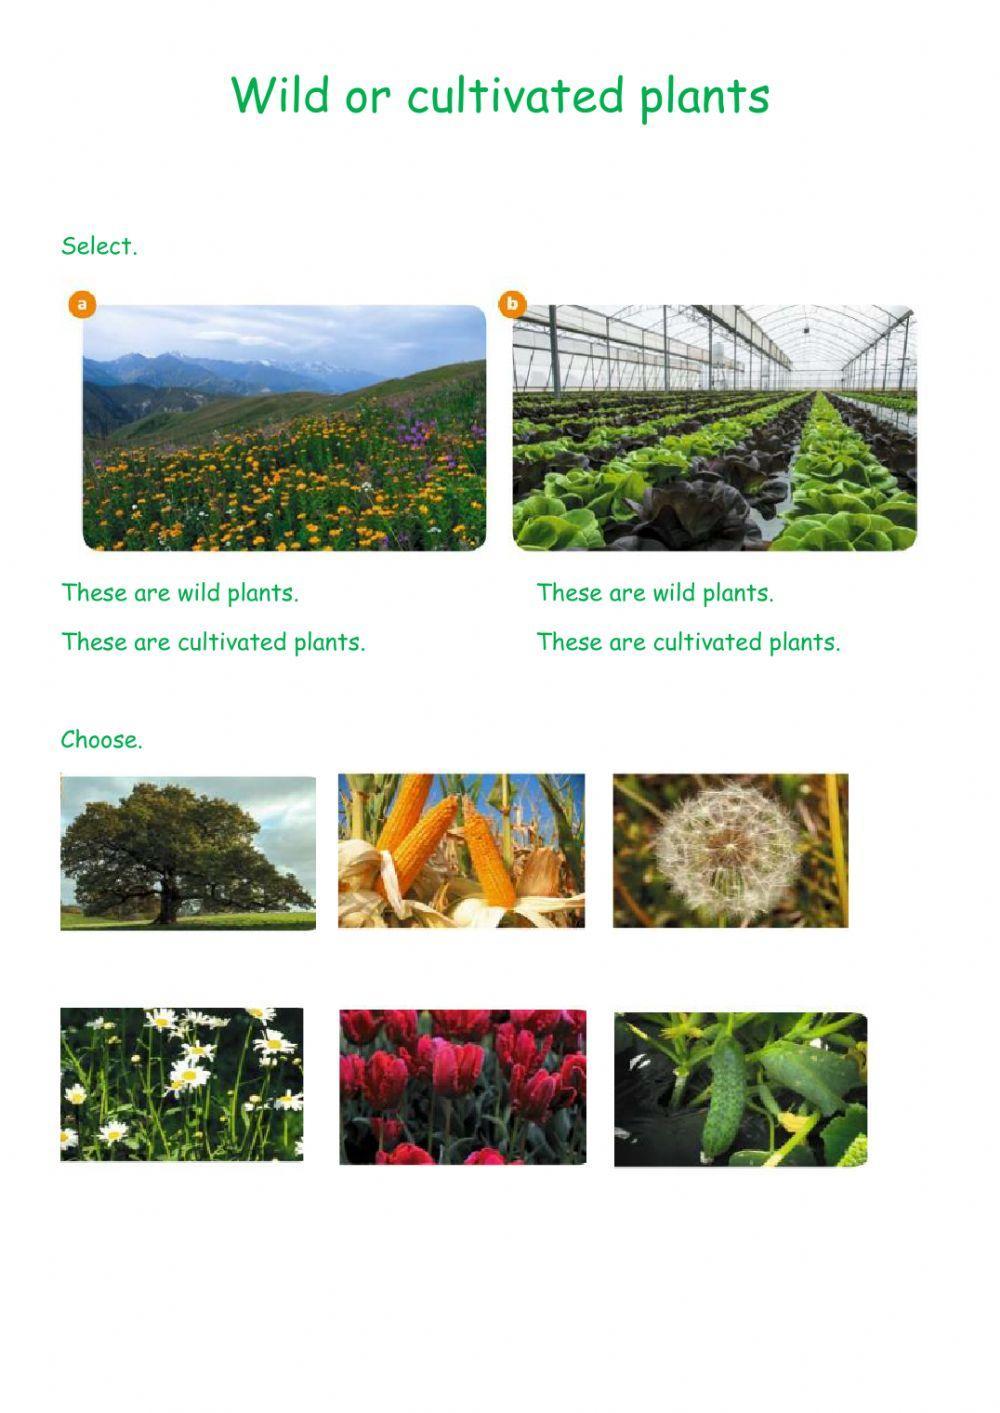 Wild or cultivated plants
Select.
a
b
These are wild plants.
These are wild plants.
These are cultivated plants.
These are cultivated plants.
Choose.